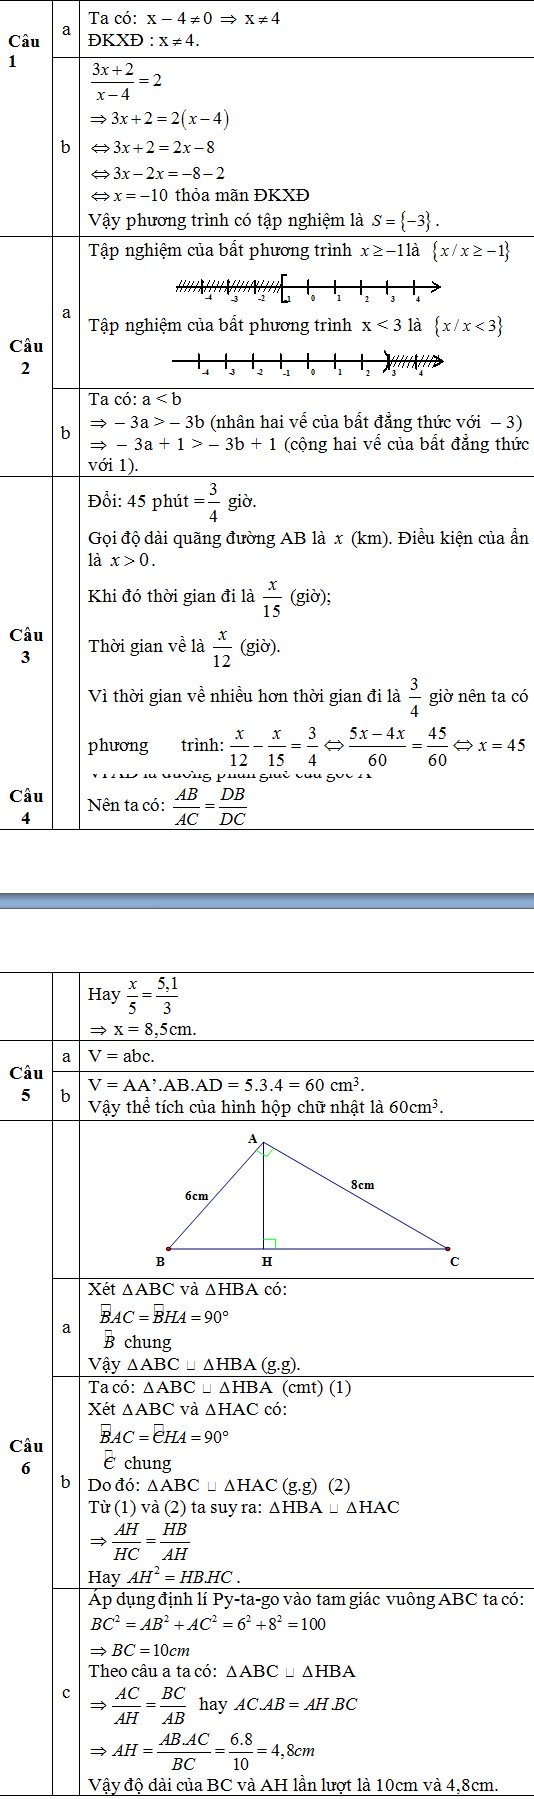 Câu 1
a
Ta có: x − 4 ≠ 0 ⇒ x ≠ 4
ĐKXĐ : x ≠ 4.
b
(3x+2)/(x−4) = 2
⇒ 3x+2 = 2(x−4)
⇔ 3x+2 = 2x−8
⇔ 3x−2x = −8−2
⇔ x = −10 thỏa mãn ĐKXĐ
Vậy phương trình có tập nghiệm là S = {−3}.
Câu 2
a
Tập nghiệm của bất phương trình x ≥ −1 là {x/x ≥ −1}
-4 -3 -2 -1 0 1 2 3 4
Tập nghiệm của bất phương trình x < 3 là {x/x < 3}
-4 -3 -2 -1 0 1 2 3 4
b
Ta có: a < b
⇒ − 3a > − 3b (nhân hai vế của bất đẳng thức với − 3)
⇒ − 3a + 1 > − 3b + 1 (cộng hai vế của bất đẳng thức
với 1).
Câu 3
Đổi: 45 phút = 3/4 giờ.
Gọi độ dài quãng đường AB là x (km). Điều kiện của ẩn
là x > 0.
Khi đó thời gian đi là x/15 (giờ);
Thời gian về là x/12 (giờ).
Vì thời gian về nhiều hơn thời gian đi là 3/4 giờ nên ta có
phương trình: x/12 − x/15 = 3/4 ⇔ (5x−4x)/60 = 45/60 ⇔ x = 45
Câu 4
Vì AD là đường phân giác của góc A
Nên ta có: AB/AC = DB/DC
Hay x/5 = 5,1/3
⇒ x = 8,5cm.
Câu 5
a
V = abc.
b
V = AA’.AB.AD = 5.3.4 = 60 cm³.
Vậy thể tích của hình hộp chữ nhật là 60cm³.
Câu 6
A
6cm
8cm
B
H
C
a
Xét ΔABC và ΔHBA có:
BAC = BHA = 90°
B chung
Vậy ΔABC □ ΔHBA (g.g).
b
Ta có: ΔABC □ ΔHBA (cmt) (1)
Xét ΔABC và ΔHAC có:
BAC = CHA = 90°
C chung
Do đó: ΔABC □ ΔHAC (g.g) (2)
Từ (1) và (2) ta suy ra: ΔHBA □ ΔHAC
⇒ AH/HC = HB/AH
Hay AH² = HB.HC .
c
Áp dụng định lí Py-ta-go vào tam giác vuông ABC ta có:
BC² = AB² + AC² = 6² + 8² = 100
⇒ BC = 10cm
Theo câu a ta có: ΔABC □ ΔHBA
⇒ AC/AH = BC/AB hay AC.AB = AH.BC
⇒ AH = AB.AC/BC = 6.8/10 = 4,8cm
Vậy độ dài của BC và AH lần lượt là 10cm và 4,8cm.